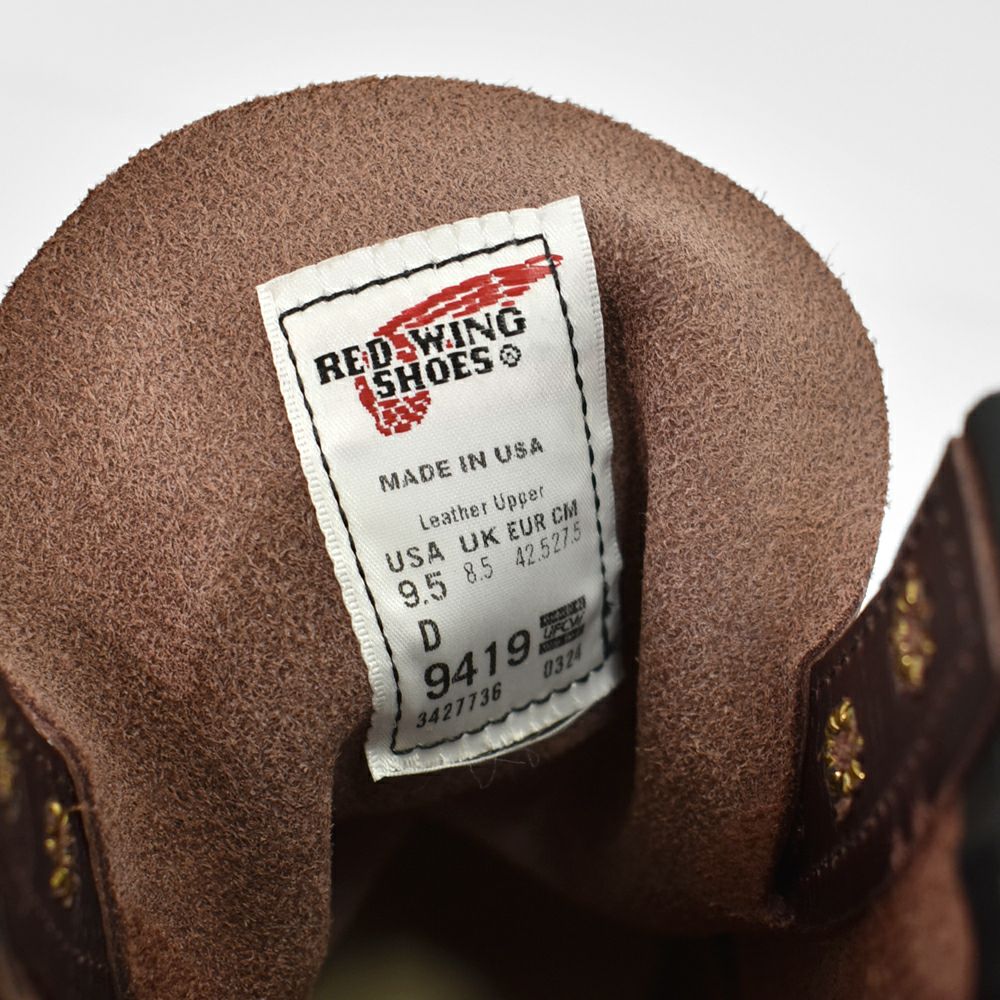 RED WING
SHOES®
MADE IN USA
Leather Upper
USA UK EUR CM
9.5 8.5 42.5 27.5
D
9419 UFCW
3427736 0324